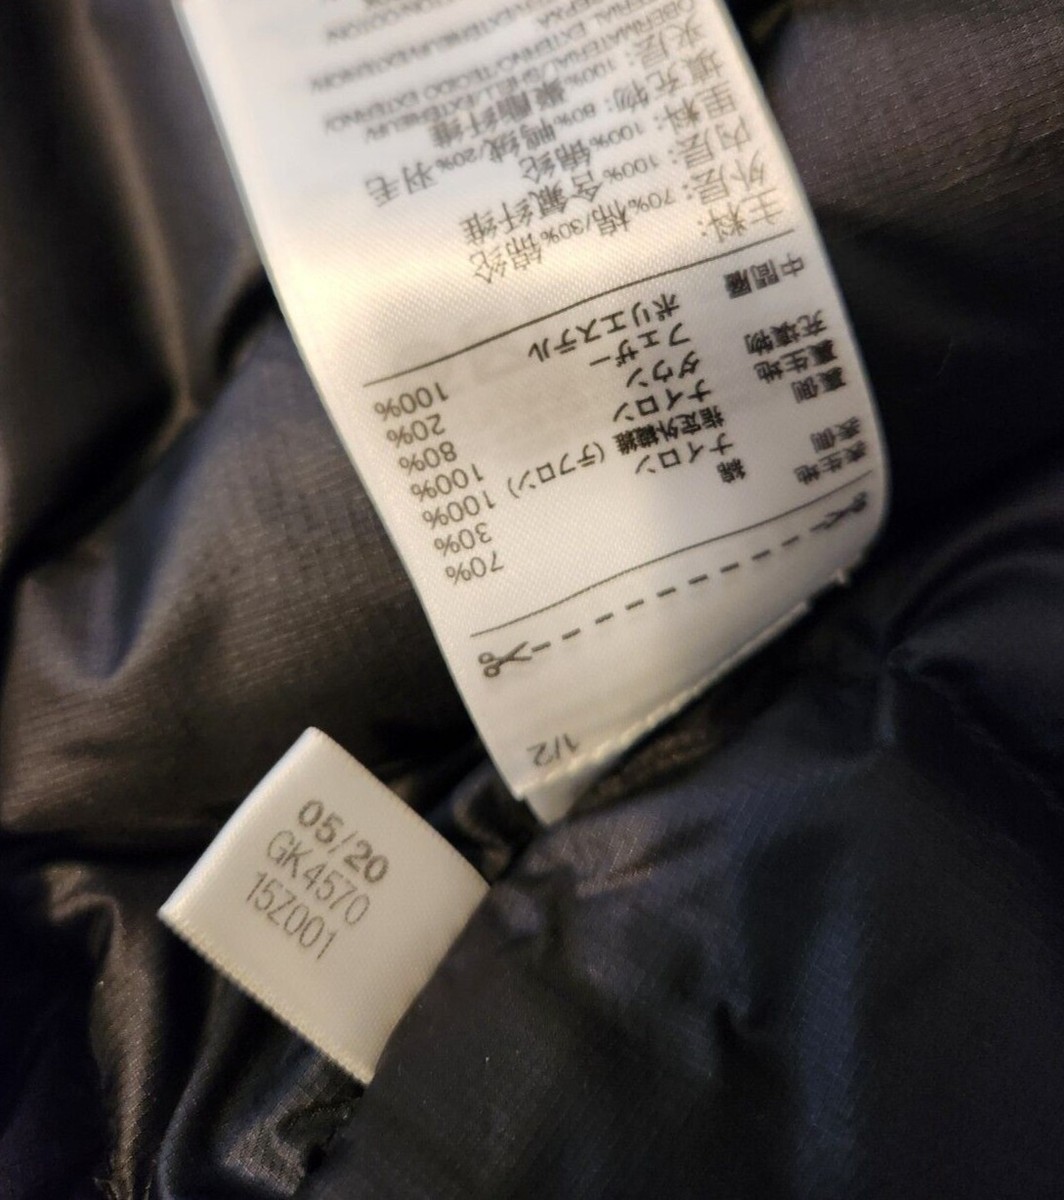 1/2
表生地
表側 綿 70%
ナイロン 30%
裏側 指定外繊維 (テフロン) 100%
裏生地 ナイロン 100%
充填物 ダウン 80%
フェザー 20%
中間層 ポリエステル 100%
主料:
外层: 70%棉/30%锦纶
内层: 100%含氟纤维
里料: 100%锦纶
填充物: 80%鸭绒/20%羽毛
夹层: 100%聚酯纤维
05/20
GK4570
15Z001